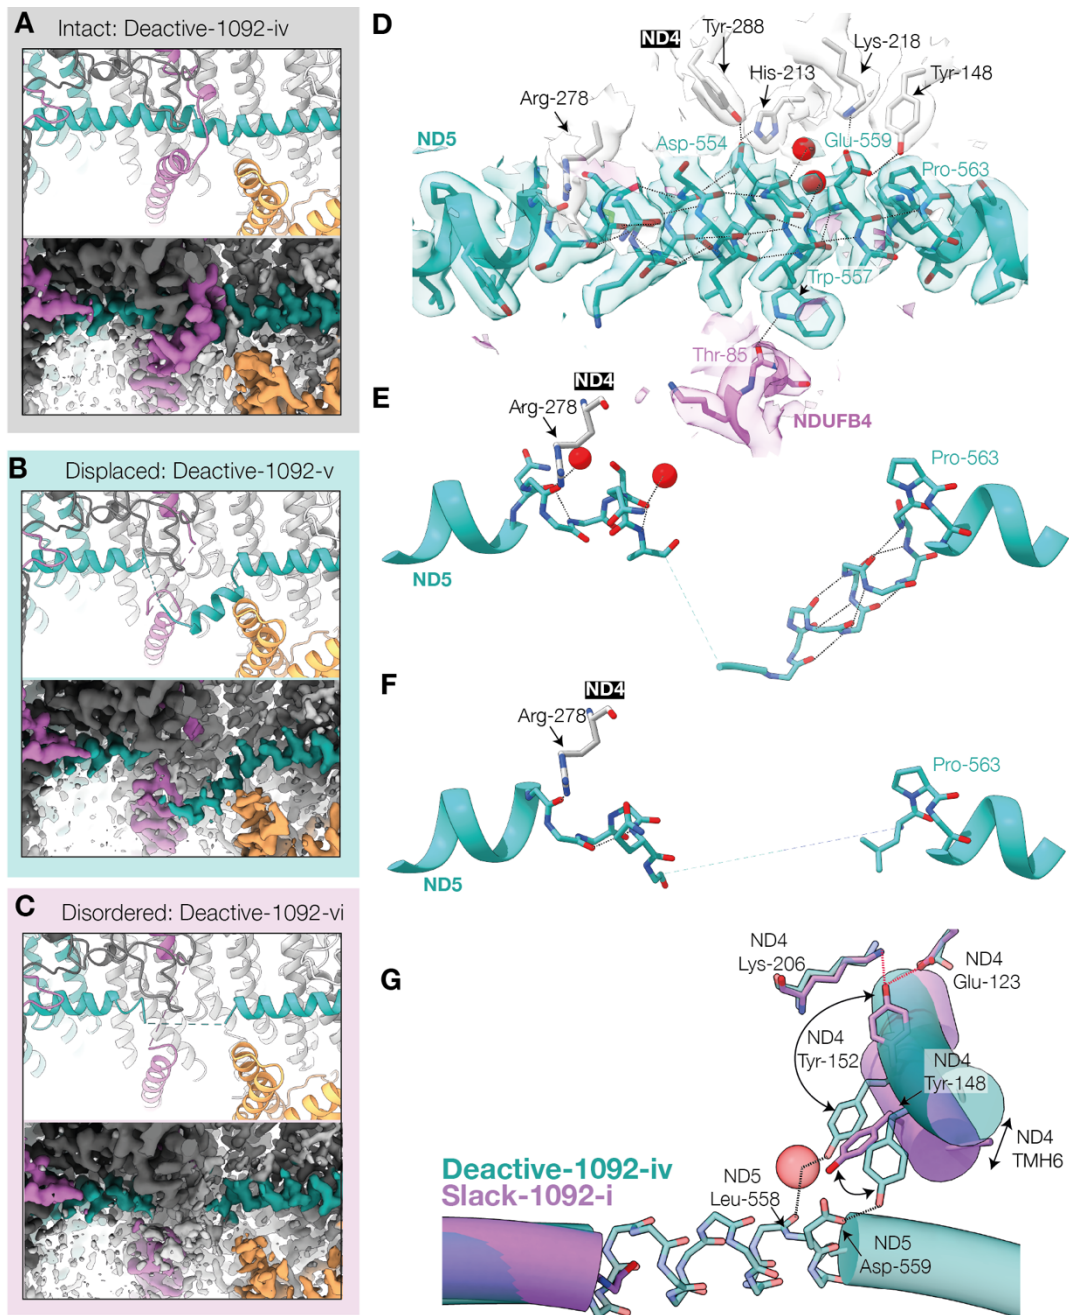 A
Intact: Deactive-1092-iv
B
Displaced: Deactive-1092-v
C
Disordered: Deactive-1092-vi
D
ND4
Tyr-288
Lys-218
His-213
Tyr-148
Arg-278
ND5
Asp-554
Glu-559
Pro-563
Trp-557
Thr-85
NDUFB4
E
ND4
Arg-278
Pro-563
ND5
F
ND4
Arg-278
Pro-563
ND5
G
ND4
Lys-206
ND4
Glu-123
ND4
Tyr-152
ND4
Tyr-148
ND4
TMH6
Deactive-1092-iv
Slack-1092-i
ND5
Leu-558
ND5
Asp-559